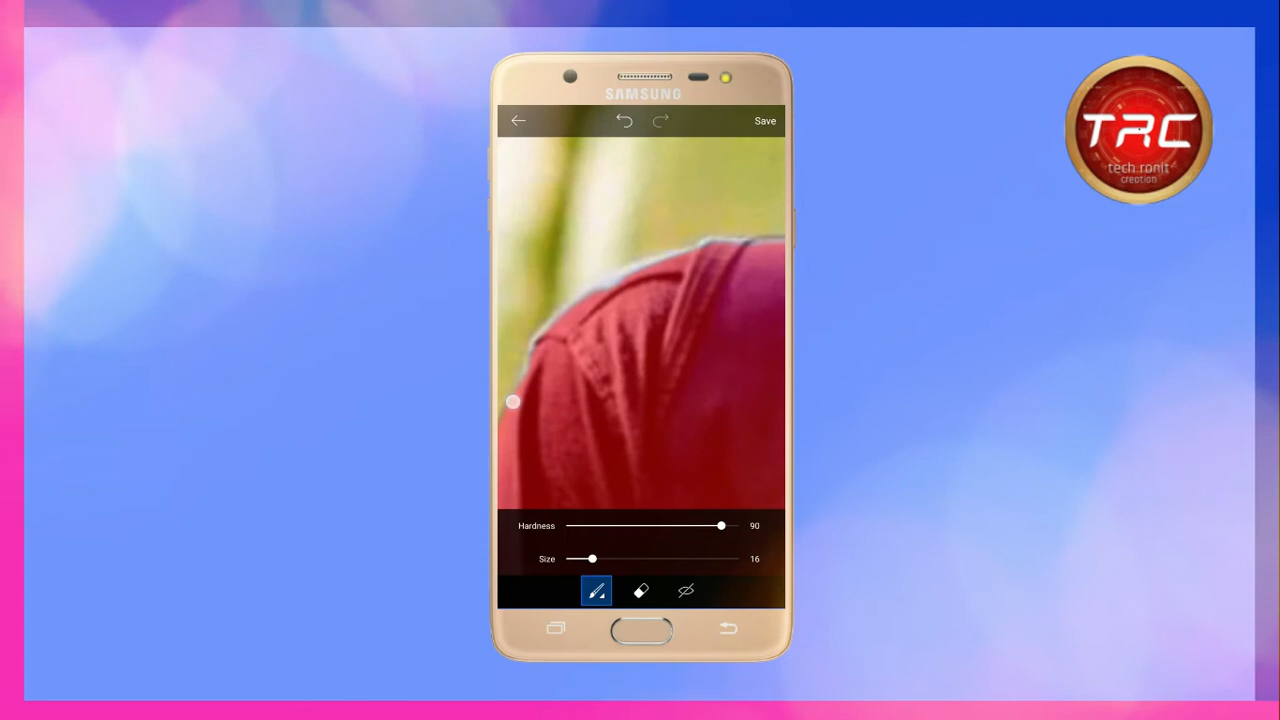 SAMSUNG
Save
TRC
tech ronit
creation
Hardness 90
Size 16